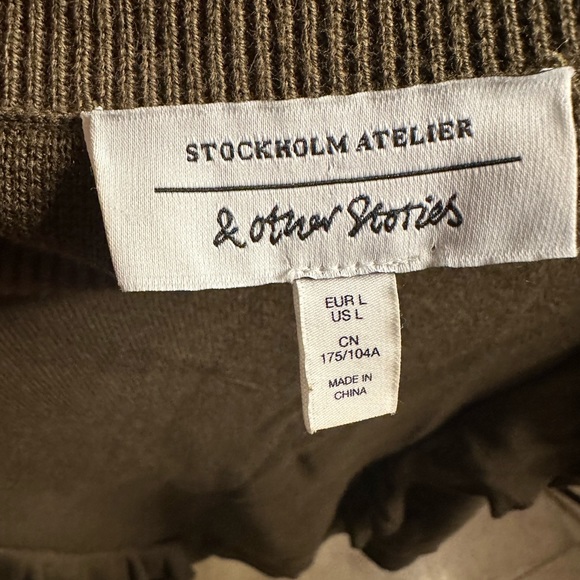 STOCKHOLM ATELIER
& other Stories
EUR L
US L
CN
175/104A
MADE IN
CHINA